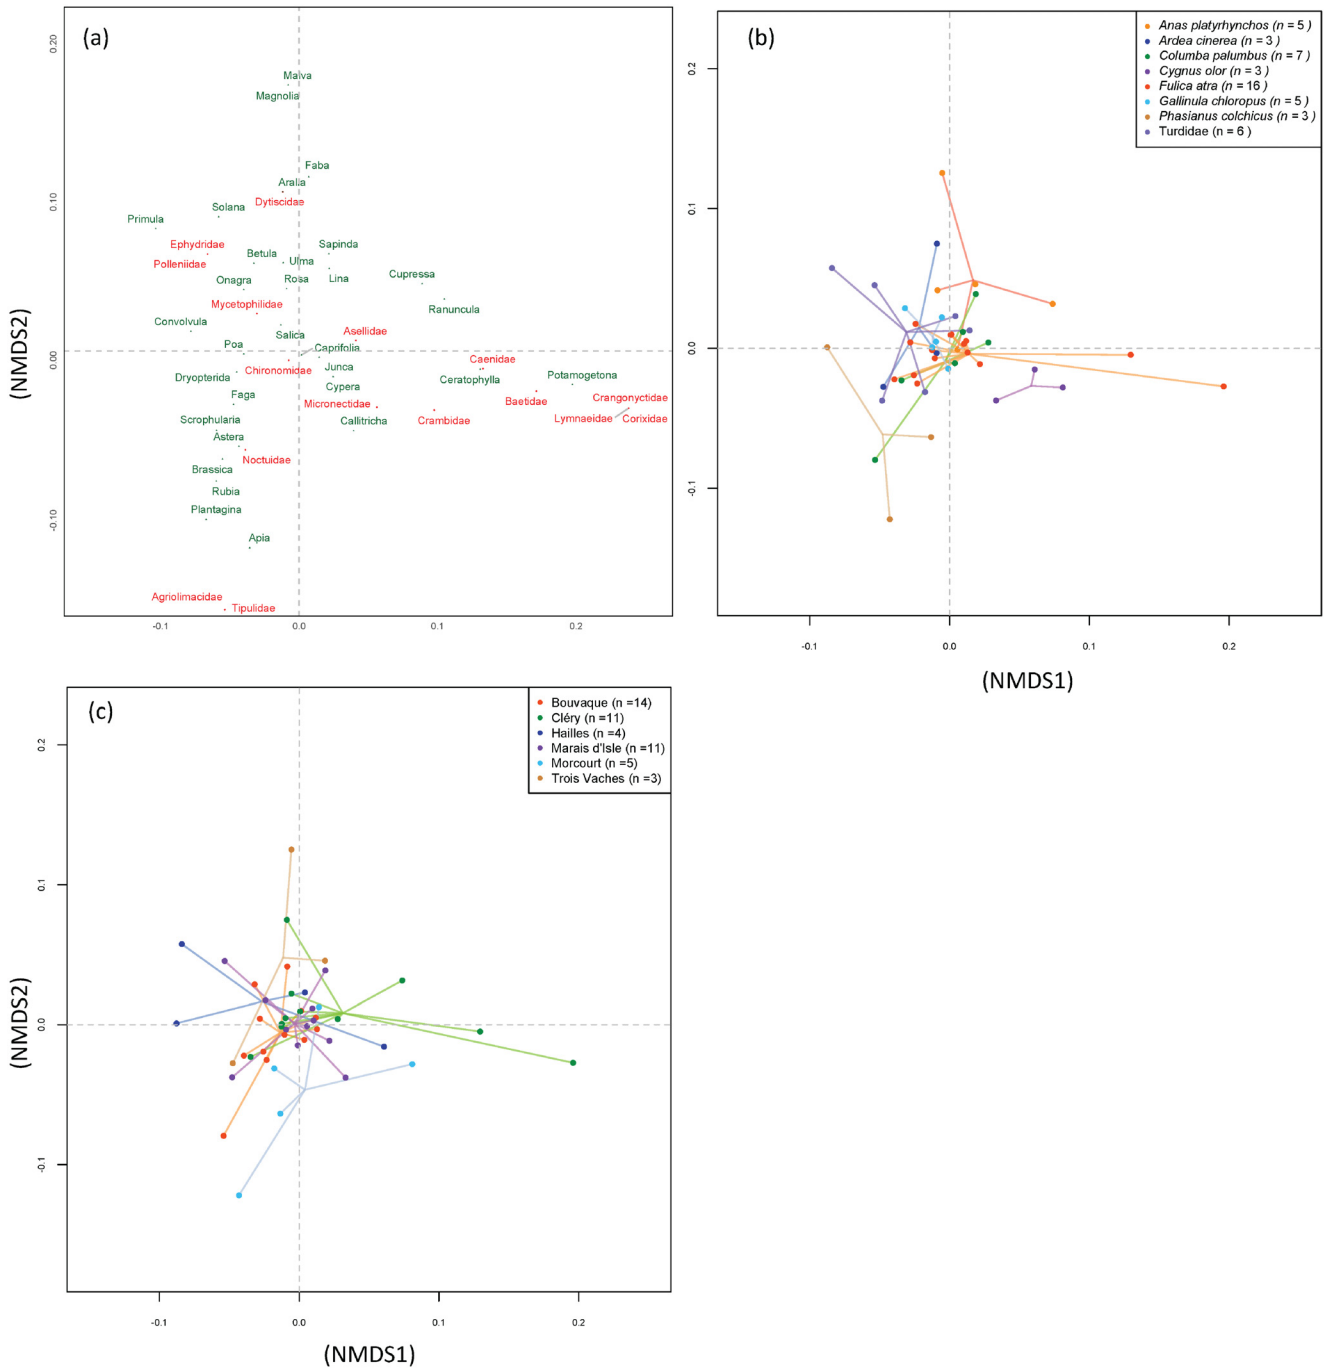 (a)
0.20
0.10
0.00
-0.10
(NMDS2)
Malva
Magnolia
Faba
Aralia
Dytiscidae
Solana
Primula
Ephydridae
Polleniidae
Betula
Ulma
Sapinda
Onagra
Rosa
Lina
Cupressa
Mycetophilidae
Ranuncula
Convolvula
Salica
Asellidae
Poa
Caprifolia
Chironomidae
Junca
Caenidae
Dryopterida
Cypera
Ceratophylla
Potamogetona
Faga
Micronectidae
Baetidae
Crangonyctidae
Scrophularia
Callitricha
Crambidae
Lymnaeidae
Corixidae
Astera
Noctuidae
Brassica
Rubia
Plantagina
Apia
Agriolimacidae
Tipulidae
-0.1
0.0
0.1
0.2
(b)
Anas platyrhynchos (n = 5 )
Ardea cinerea (n = 3 )
Columba palumbus (n = 7 )
Cygnus olor (n = 3 )
Fulica atra (n = 16 )
Gallinula chloropus (n = 5 )
Phasianus colchicus (n = 3 )
Turdidae (n = 6 )
0.2
0.1
0.0
-0.1
-0.1
0.0
0.1
0.2
(NMDS1)
(c)
Bouvaque (n =14)
Cléry (n =11)
Hailles (n =4)
Marais d'Isle (n =11)
Morcourt (n =5)
Trois Vaches (n =3)
0.2
0.1
0.0
-0.1
(NMDS2)
-0.1
0.0
0.1
0.2
(NMDS1)